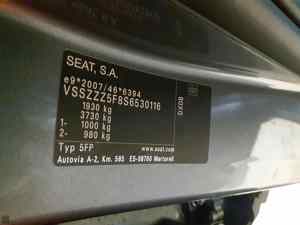 SEAT, S.A.
e9*2007/46*6394
VSSZZZ5F8S6530116
1930 kg
3730 kg
1- 1000 kg
2- 980 kg
Typ 5FP
www.seat.com
Autovia A-2, Km. 585 ES-08760 Martorell